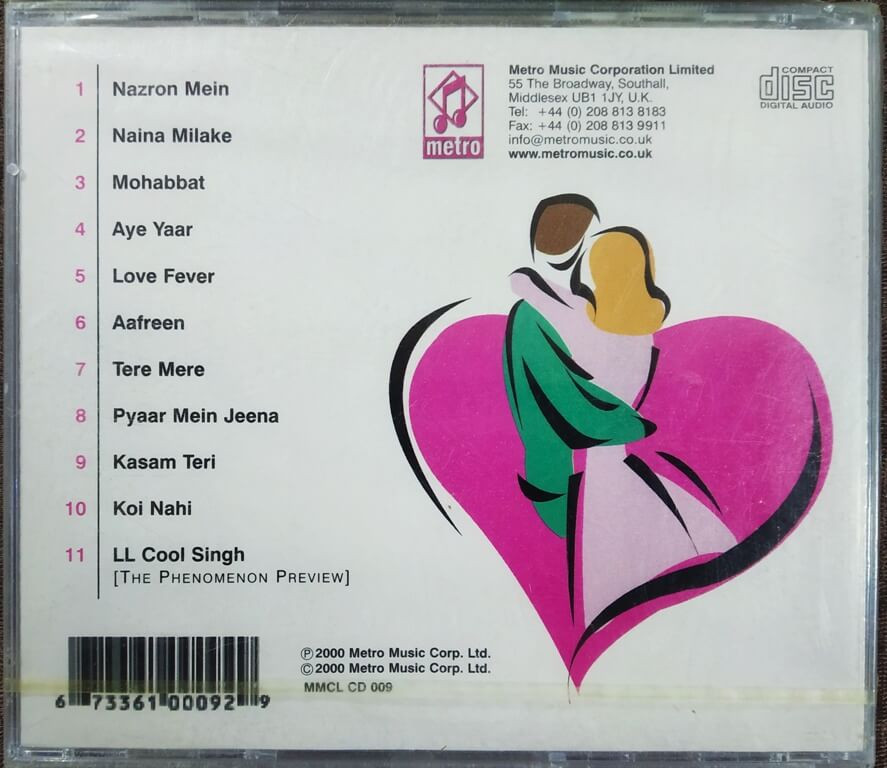 1 Nazron Mein
2 Naina Milake
3 Mohabbat
4 Aye Yaar
5 Love Fever
6 Aafreen
7 Tere Mere
8 Pyaar Mein Jeena
9 Kasam Teri
10 Koi Nahi
11 LL Cool Singh
[THE PHENOMENON PREVIEW]
metro
Metro Music Corporation Limited
55 The Broadway, Southall,
Middlesex UB1 1JY, U.K.
Tel: +44 (0) 208 813 8183
Fax: +44 (0) 208 813 9911
info@metromusic.co.uk
www.metromusic.co.uk
COMPACT
disc
DIGITAL AUDIO
℗2000 Metro Music Corp. Ltd.
©2000 Metro Music Corp. Ltd.
MMCL CD 009
6 73361 00092 9